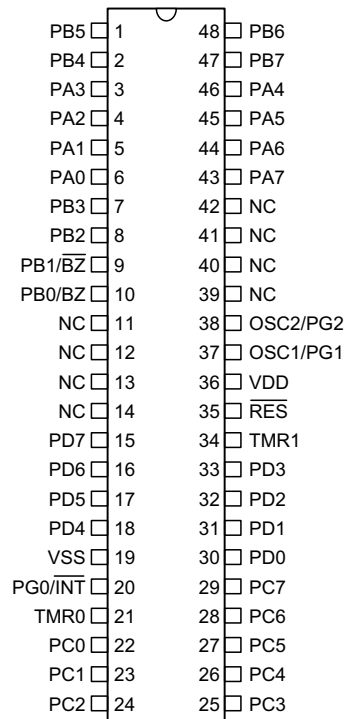 PB5 1 48 PB6
PB4 2 47 PB7
PA3 3 46 PA4
PA2 4 45 PA5
PA1 5 44 PA6
PA0 6 43 PA7
PB3 7 42 NC
PB2 8 41 NC
PB1/B̅Z̅ 9 40 NC
PB0/BZ 10 39 NC
NC 11 38 OSC2/PG2
NC 12 37 OSC1/PG1
NC 13 36 VDD
NC 14 35 R̅E̅S̅
PD7 15 34 TMR1
PD6 16 33 PD3
PD5 17 32 PD2
PD4 18 31 PD1
VSS 19 30 PD0
PG0/I̅N̅T̅ 20 29 PC7
TMR0 21 28 PC6
PC0 22 27 PC5
PC1 23 26 PC4
PC2 24 25 PC3